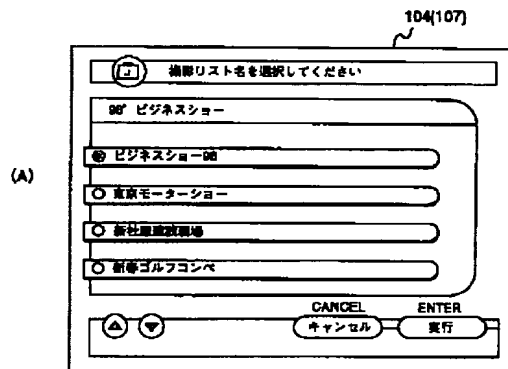 104(107)
撮影リスト名を選択してください
98° ビジネスショー
(A)
ビジネスショー98
東京モーターショー
新社屋建設現場
新春ゴルフコンペ
CANCEL ENTER
キャンセル 実行